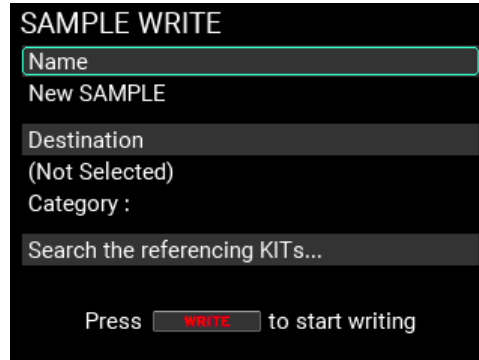 SAMPLE WRITE
Name
New SAMPLE
Destination
(Not Selected)
Category :
Search the referencing KITs...
Press WRITE to start writing